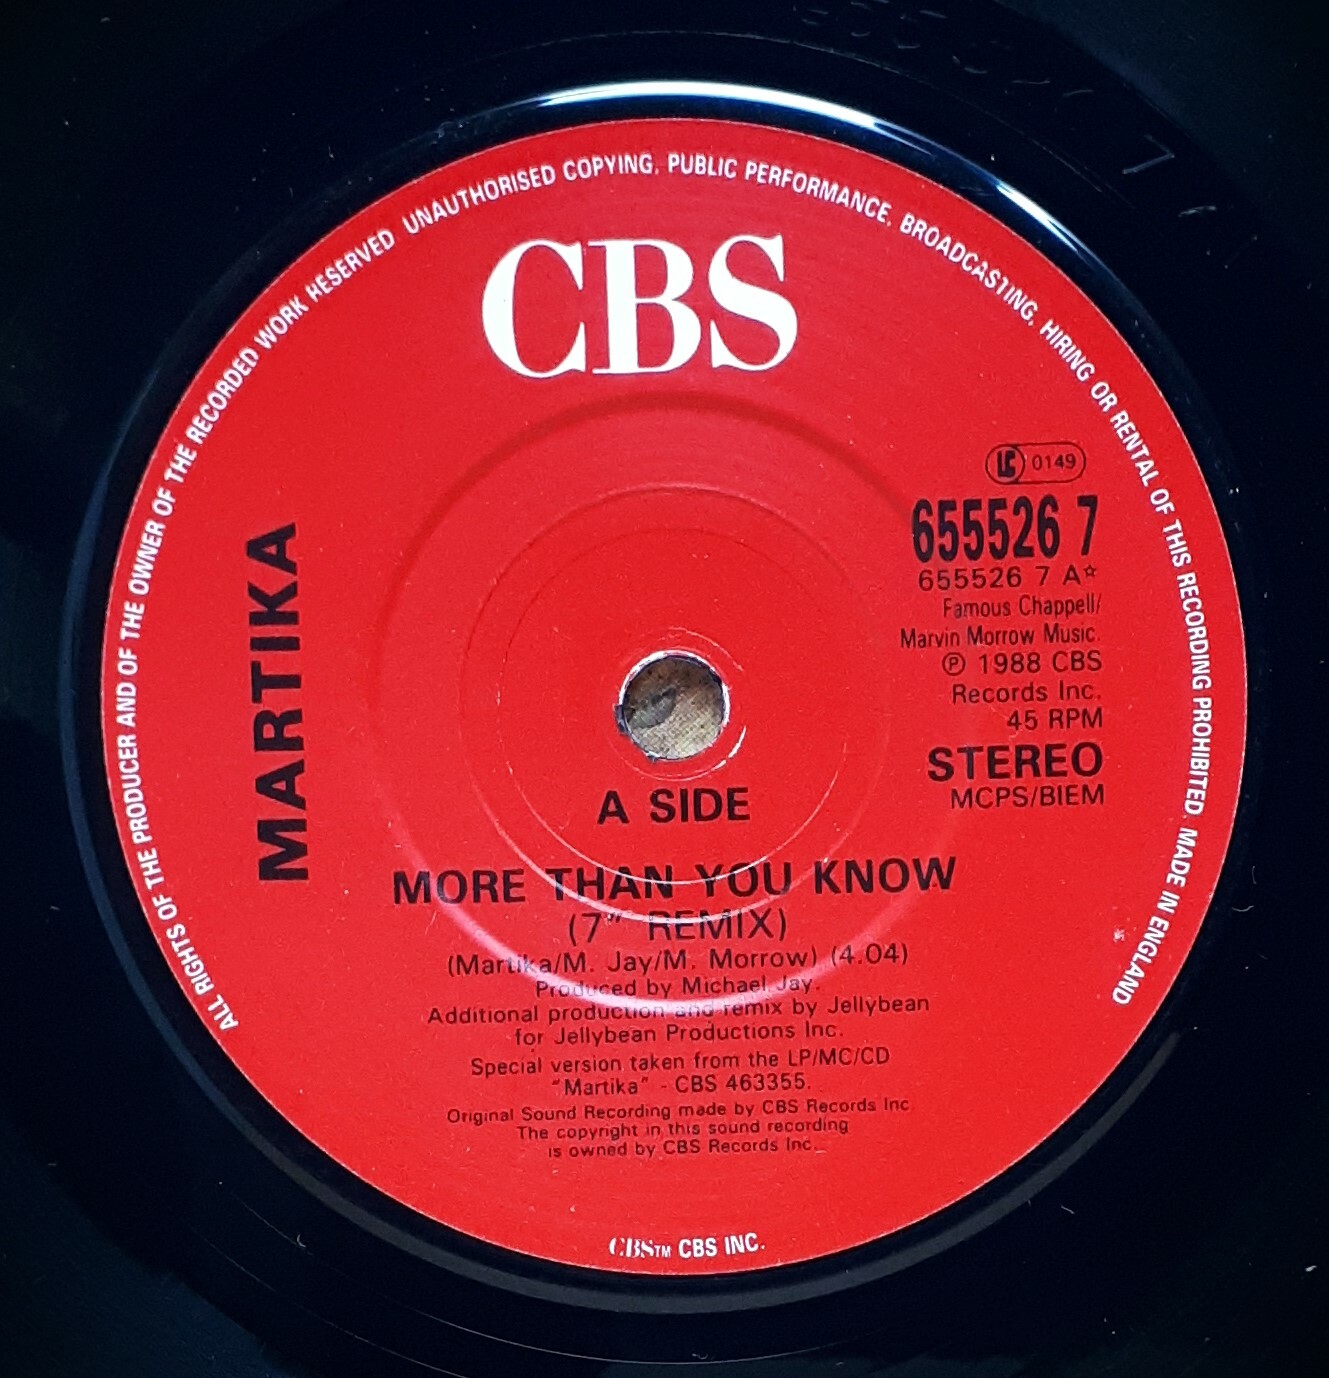 ALL RIGHTS OF THE PRODUCER AND OF THE OWNER OF THE RECORDED WORK RESERVED UNAUTHORISED COPYING, PUBLIC PERFORMANCE, BROADCASTING, HIRING OR RENTAL OF THIS RECORDING PROHIBITED. MADE IN ENGLAND
CBS
MARTIKA
LC 0149
655526 7
655526 7 A☆
Famous Chappell/
Marvin Morrow Music.
℗ 1988 CBS
Records Inc.
45 RPM
STEREO
MCPS/BIEM
A SIDE
MORE THAN YOU KNOW
(7" REMIX)
(Martika/M. Jay/M. Morrow) (4.04)
Produced by Michael Jay.
Additional production and remix by Jellybean
for Jellybean Productions Inc.
Special version taken from the LP/MC/CD
"Martika" - CBS 463355.
Original Sound Recording made by CBS Records Inc
The copyright in this sound recording
is owned by CBS Records Inc.
CBS™ CBS INC.